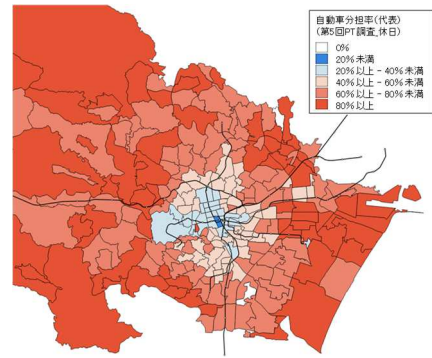 自動車分担率(代表)
(第5回PT調査_休日)
0%
20%未満
20%以上 - 40%未満
40%以上 - 60%未満
60%以上 - 80%未満
80%以上